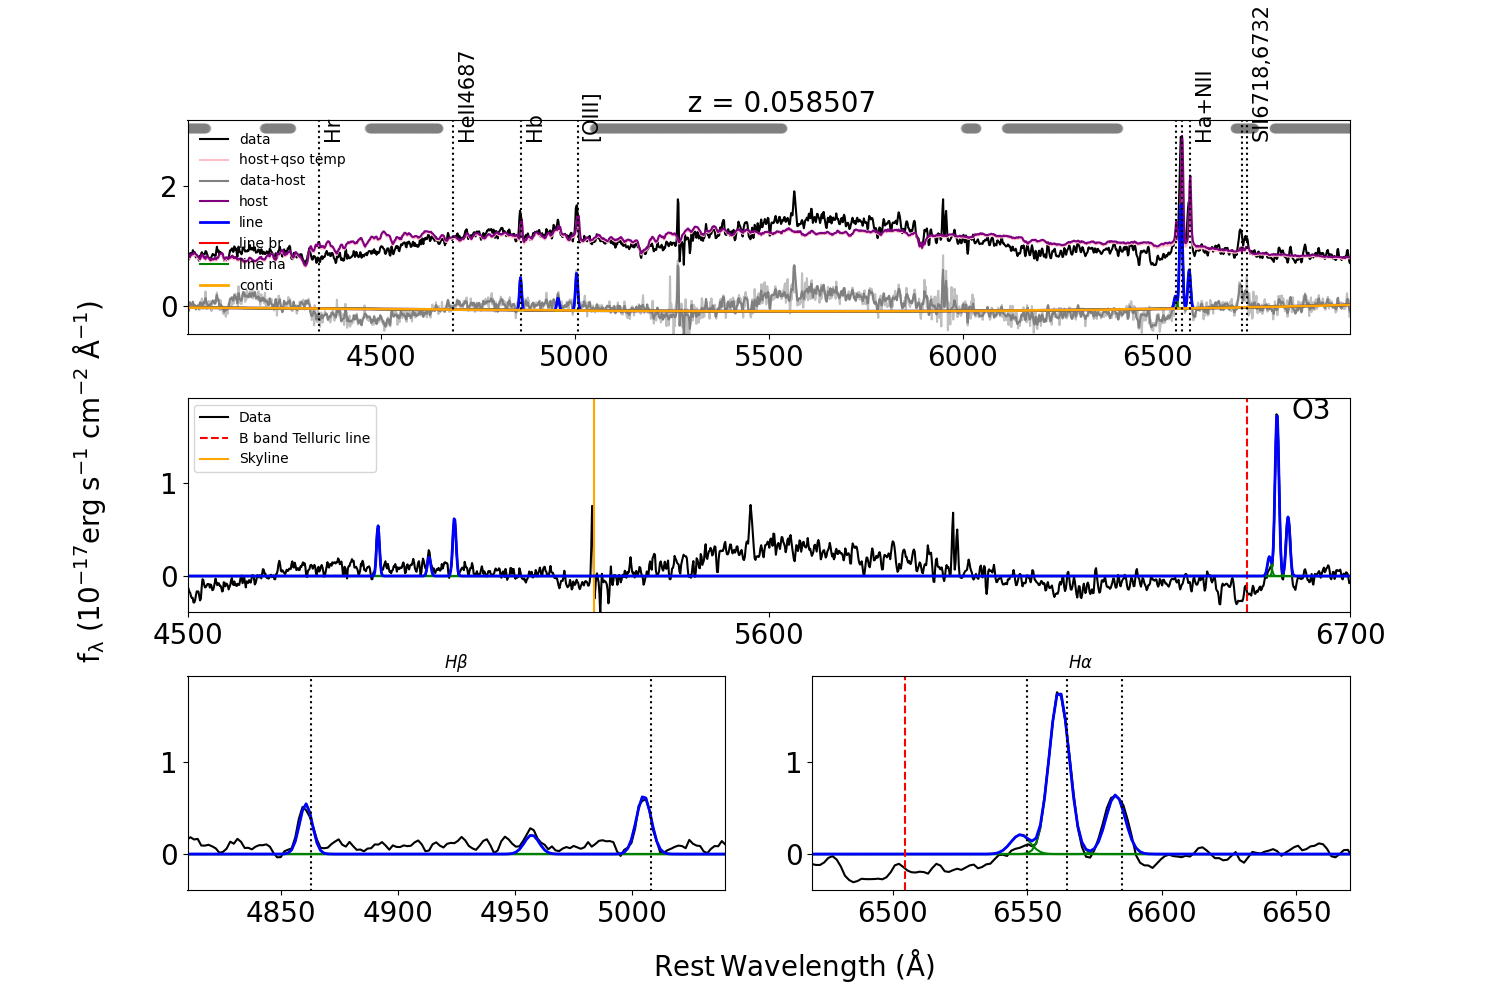 z = 0.058507
Hr
HeII4687
Hb
[OIII]
Ha+NII
SII6718,6732
data
host+qso temp
data-host
host
line
line br
line na
conti
2
0
4500
5000
5500
6000
6500
Data
B band Telluric line
Skyline
O3
1
0
4500
5600
6700
fλ (10⁻¹⁷erg s⁻¹ cm⁻² Å⁻¹)
Hβ
1
0
4850
4900
4950
5000
Hα
1
0
6500
6550
6600
6650
Rest Wavelength (Å)